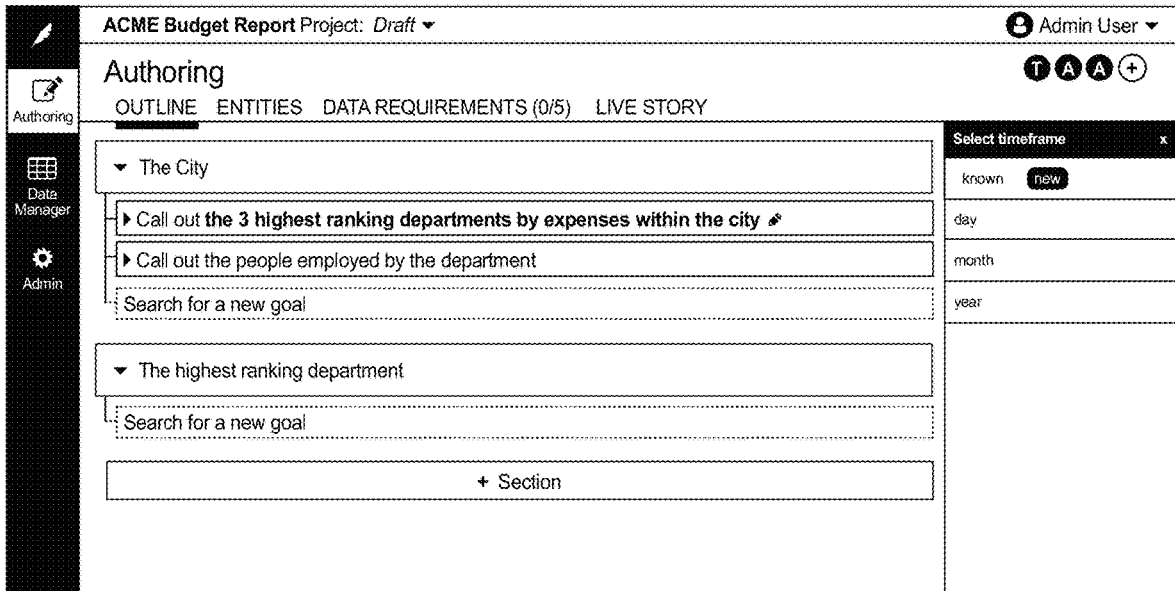 ACME Budget Report Project: Draft
Admin User
Authoring
T A A +
OUTLINE ENTITIES DATA REQUIREMENTS (0/5) LIVE STORY
Authoring
Data
Manager
Admin
The City
Call out the 3 highest ranking departments by expenses within the city
Call out the people employed by the department
Search for a new goal
The highest ranking department
Search for a new goal
+ Section
Select timeframe x
known new
day
month
year